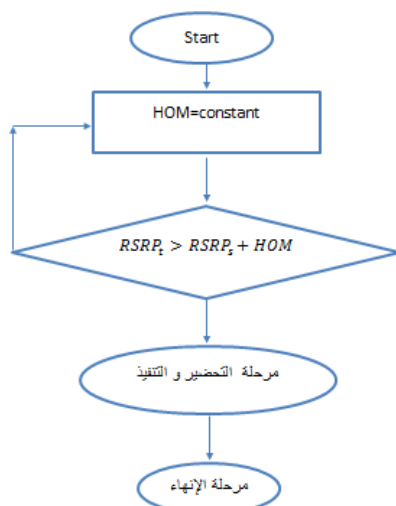 Start
HOM=constant
RSRPₜ > RSRPₛ + HOM
مرحلة التحضير و التنفيذ
مرحلة الإنهاء